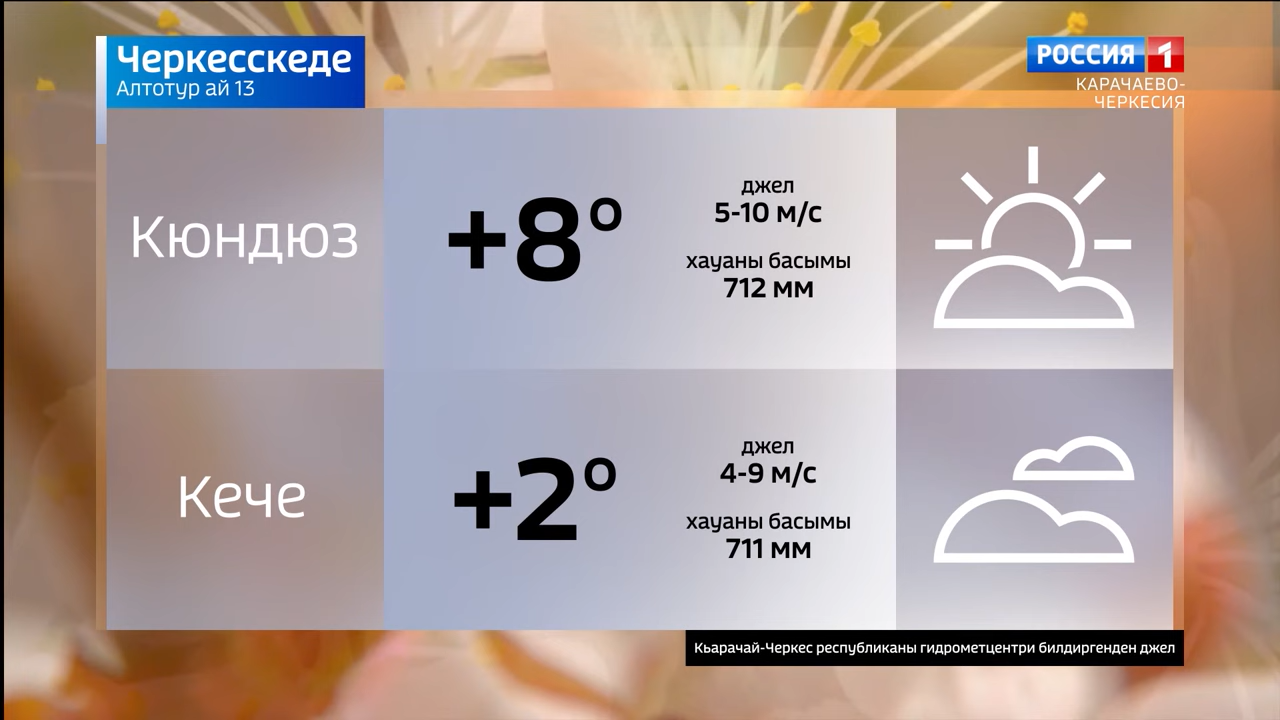 Черкесскеде
Алтотур ай 13
РОССИЯ 1
КАРАЧАЕВО-
ЧЕРКЕСИЯ
Кюндюз
+8°
джел
5-10 м/с
хауаны басымы
712 мм
Кече
+2°
джел
4-9 м/с
хауаны басымы
711 мм
Кьарачай-Черкес республиканы гидрометцентри билдиргенден джел